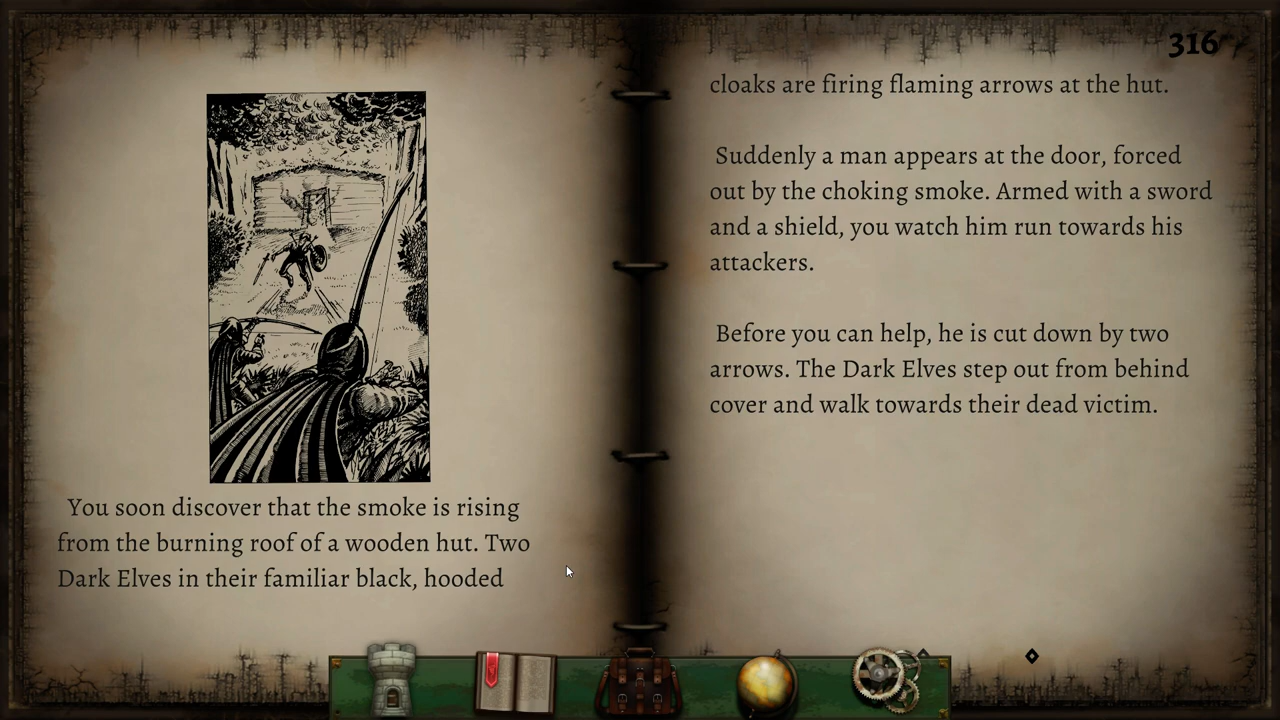 316
You soon discover that the smoke is rising
from the burning roof of a wooden hut. Two
Dark Elves in their familiar black, hooded
cloaks are firing flaming arrows at the hut.
Suddenly a man appears at the door, forced
out by the choking smoke. Armed with a sword
and a shield, you watch him run towards his
attackers.
Before you can help, he is cut down by two
arrows. The Dark Elves step out from behind
cover and walk towards their dead victim.